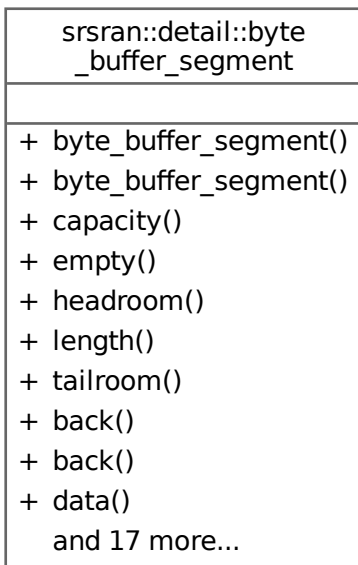 srsran::detail::byte
_buffer_segment
+ byte_buffer_segment()
+ byte_buffer_segment()
+ capacity()
+ empty()
+ headroom()
+ length()
+ tailroom()
+ back()
+ back()
+ data()
and 17 more...